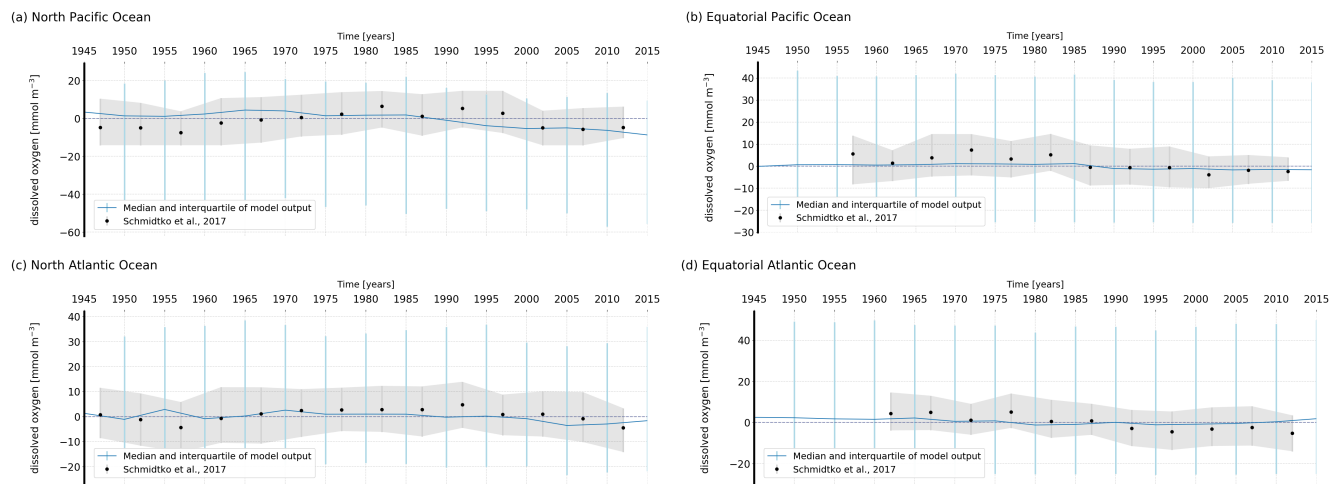 (a) North Pacific Ocean
Time [years]
1945 1950 1955 1960 1965 1970 1975 1980 1985 1990 1995 2000 2005 2010 2015
dissolved oxygen [mmol m⁻³]
20
0
−20
−40
−60
Median and interquartile of model output
Schmidtko et al., 2017
(b) Equatorial Pacific Ocean
Time [years]
1945 1950 1955 1960 1965 1970 1975 1980 1985 1990 1995 2000 2005 2010 2015
dissolved oxygen [mmol m⁻³]
40
30
20
10
0
−10
−20
−30
Median and interquartile of model output
Schmidtko et al., 2017
(c) North Atlantic Ocean
Time [years]
1945 1950 1955 1960 1965 1970 1975 1980 1985 1990 1995 2000 2005 2010 2015
dissolved oxygen [mmol m⁻³]
40
30
20
10
0
−10
−20
Median and interquartile of model output
Schmidtko et al., 2017
(d) Equatorial Atlantic Ocean
Time [years]
1945 1950 1955 1960 1965 1970 1975 1980 1985 1990 1995 2000 2005 2010 2015
dissolved oxygen [mmol m⁻³]
40
20
0
−20
Median and interquartile of model output
Schmidtko et al., 2017